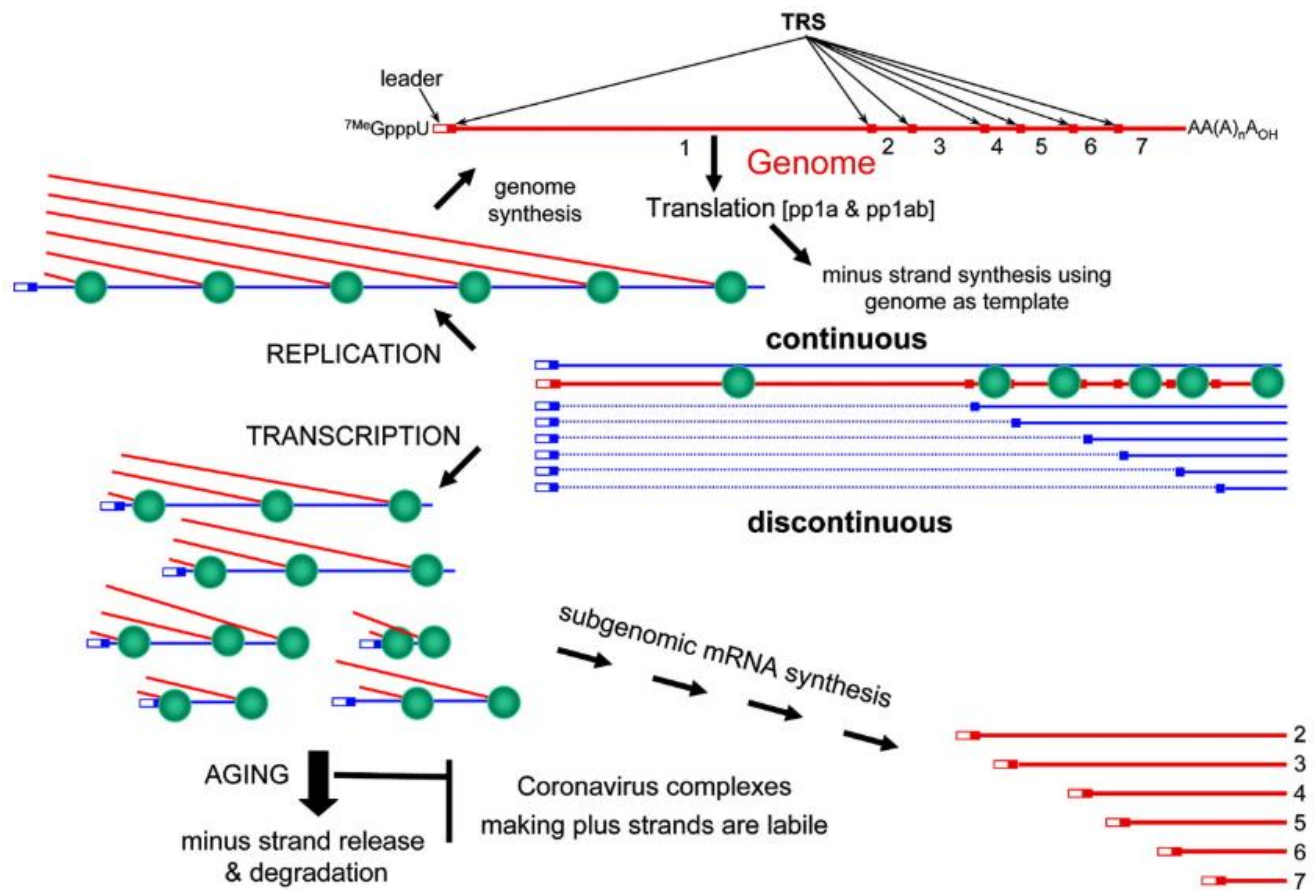 TRS
leader
7MeGpppU
AA(A)nAOH
1
2
3
4
5
6
7
Genome
genome
synthesis
Translation [pp1a & pp1ab]
minus strand synthesis using
genome as template
continuous
REPLICATION
TRANSCRIPTION
discontinuous
subgenomic mRNA synthesis
AGING
minus strand release
& degradation
Coronavirus complexes
making plus strands are labile
2
3
4
5
6
7